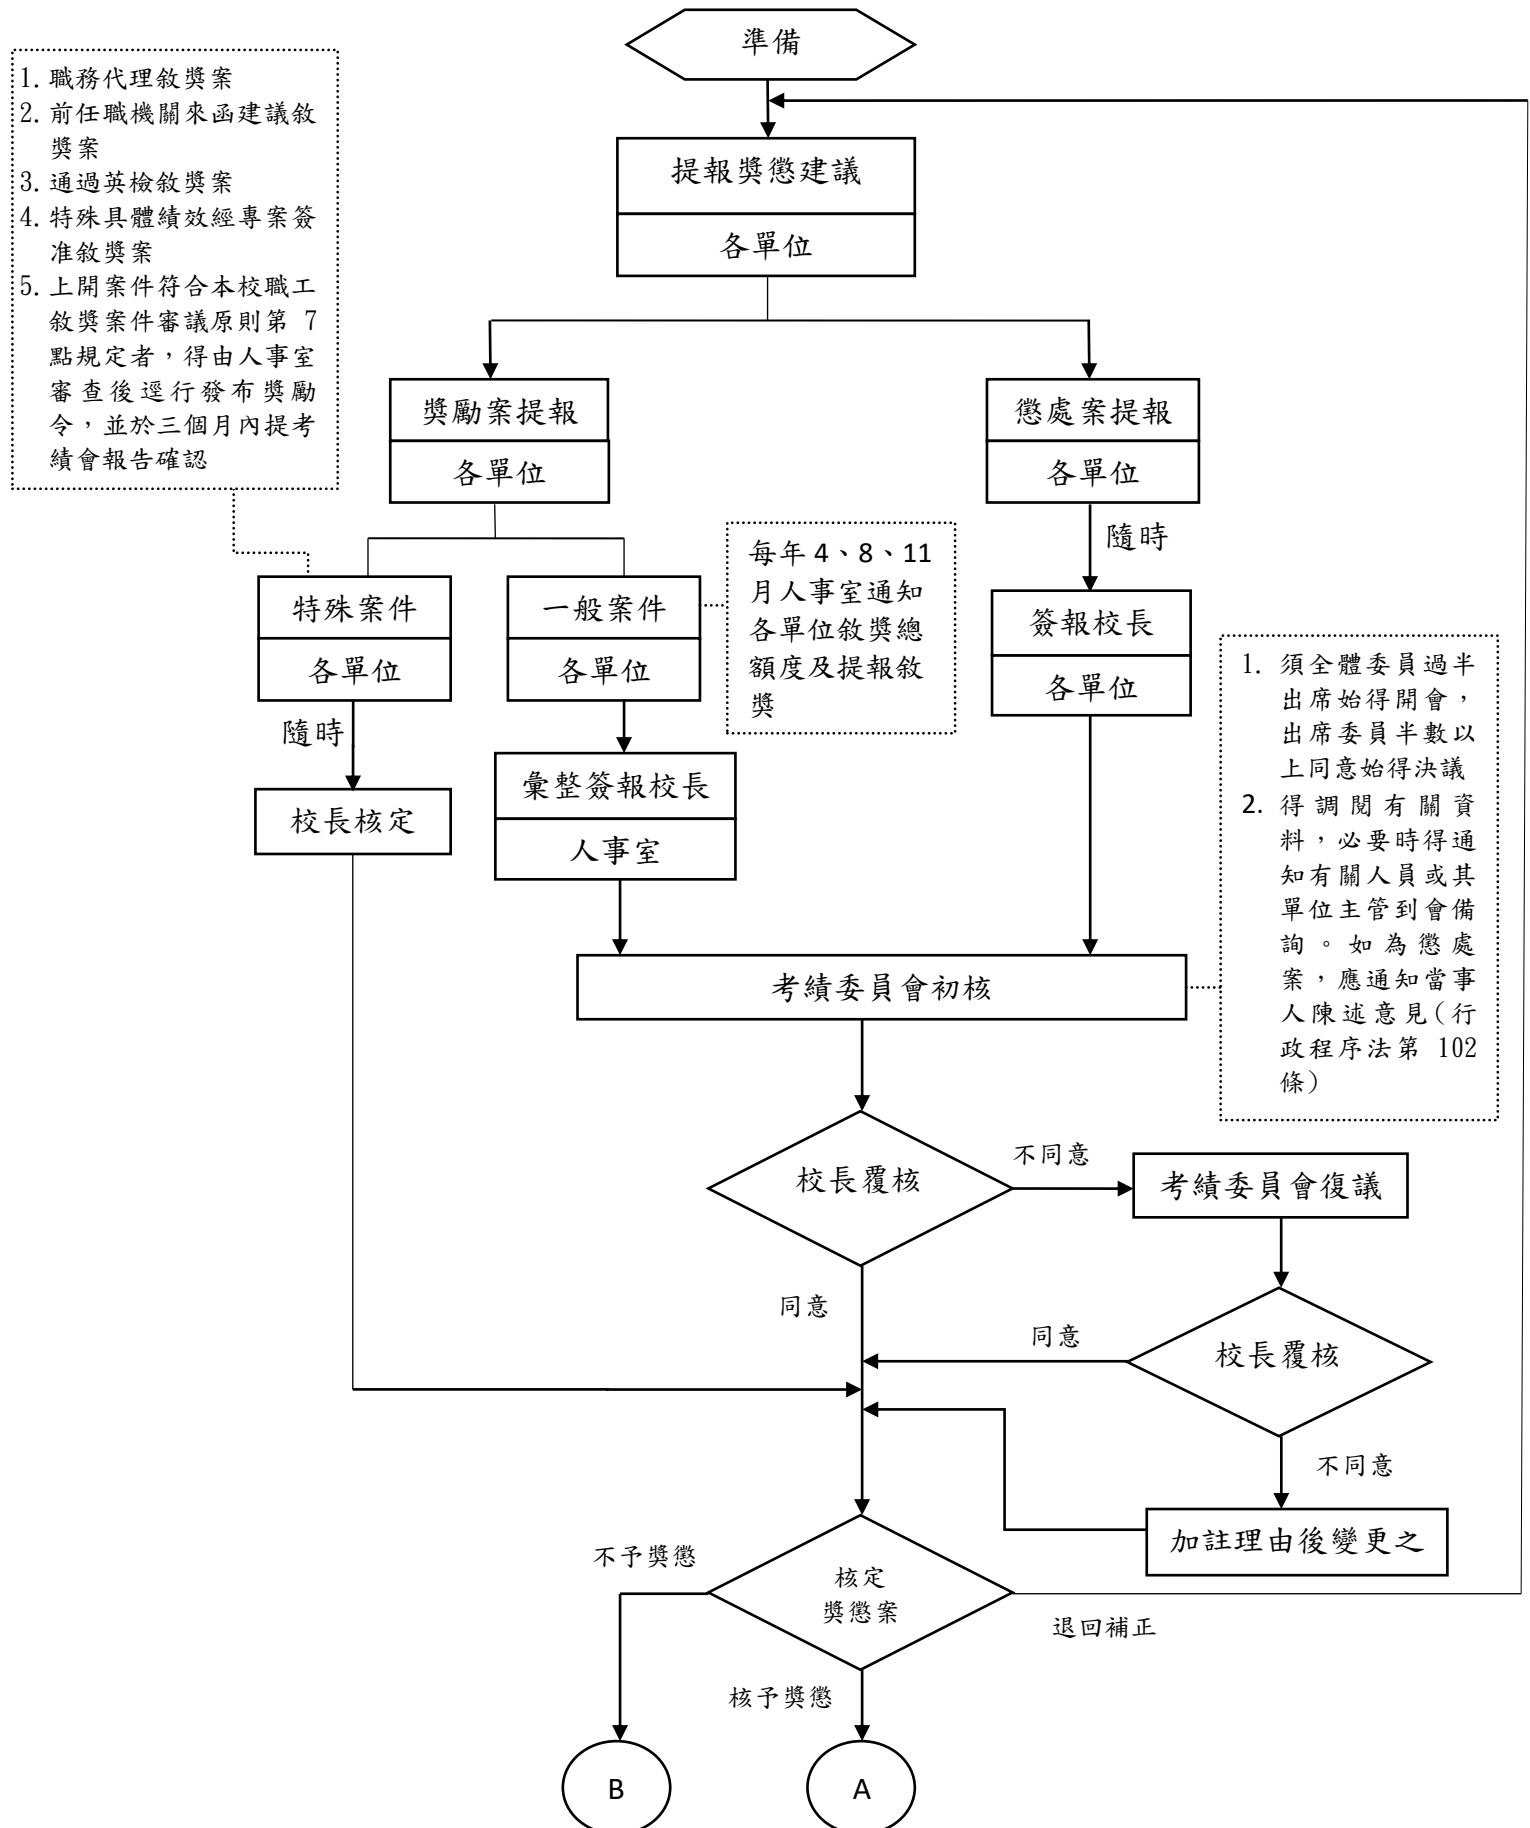 準備
1. 職務代理敘獎案
2. 前任職機關來函建議敘
獎案
3. 通過英檢敘獎案
4. 特殊具體績效經專案簽
准敘獎案
5. 上開案件符合本校職工
敘獎案件審議原則第 7
點規定者，得由人事室
審查後逕行發布獎勵
令，並於三個月內提考
績會報告確認
提報獎懲建議
各單位
獎勵案提報
各單位
懲處案提報
各單位
隨時
特殊案件
各單位
隨時
一般案件
各單位
每年 4、8、11
月人事室通知
各單位敘獎總
額度及提報敘
獎
簽報校長
各單位
校長核定
彙整簽報校長
人事室
1. 須全體委員過半
出席始得開會，
出席委員半數以
上同意始得決議
2. 得調閱有關資
料，必要時得通
知有關人員或其
單位主管到會備
詢。如為懲處
案，應通知當事
人陳述意見(行
政程序法第 102
條)
考績委員會初核
校長覆核
不同意
考績委員會復議
同意
同意
校長覆核
不同意
加註理由後變更之
不予獎懲
核定
獎懲案
退回補正
核予獎懲
B
A